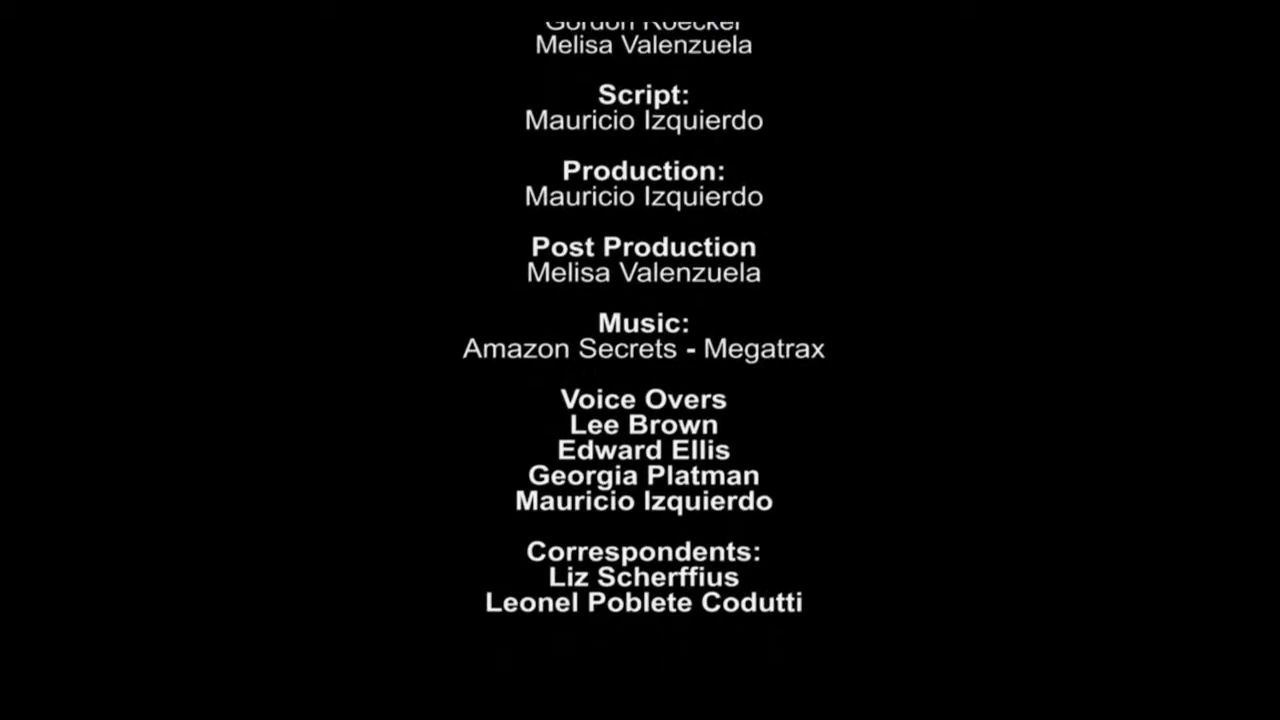 Gordon
Melisa Valenzuela
Script:
Mauricio Izquierdo
Production:
Mauricio Izquierdo
Post Production
Melisa Valenzuela
Music:
Amazon Secrets - Megatrax
Voice Overs
Lee Brown
Edward Ellis
Georgia Platman
Mauricio Izquierdo
Correspondents:
Liz Scherffius
Leonel Poblete Codutti